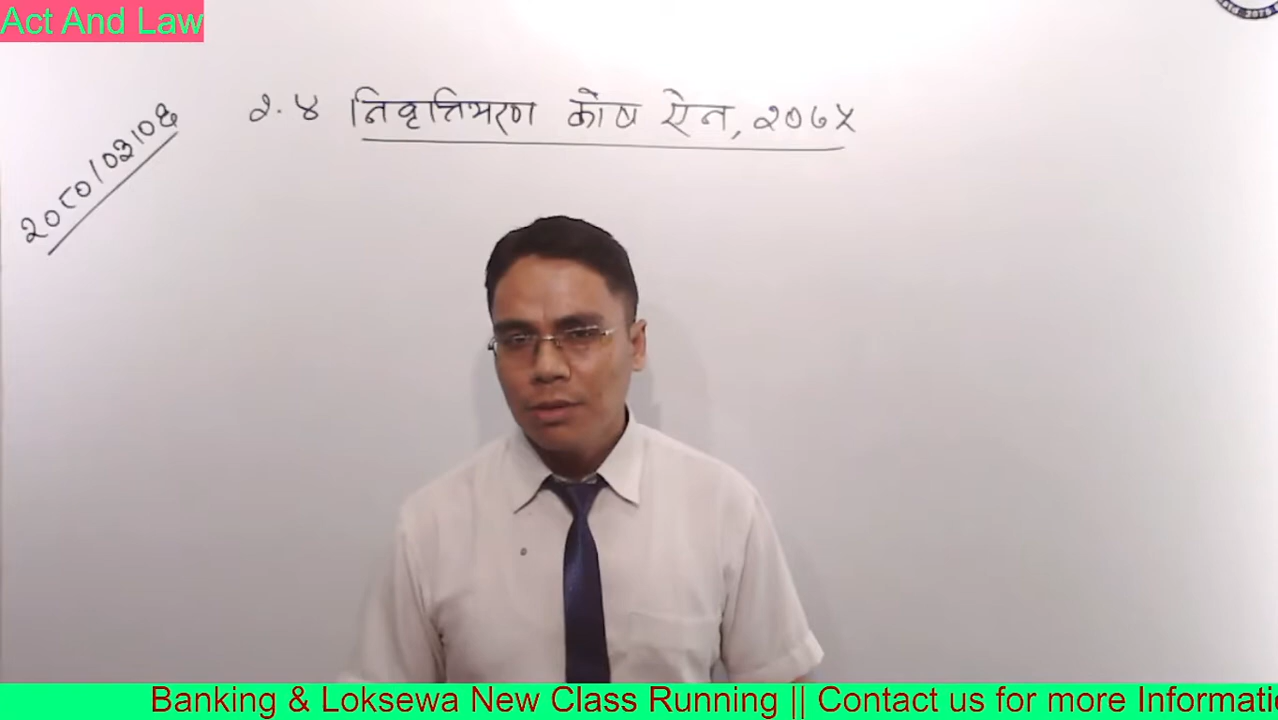 Act And Law
२.४ निवृत्तिभरण कोष ऐन, २०७५
२०८०/०३/०६
Banking & Loksewa New Class Running || Contact us for more Informati